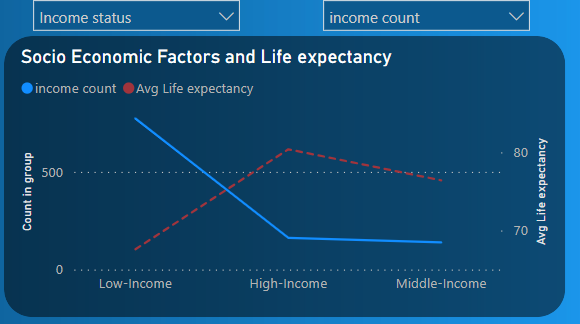 Income status
income count
Socio Economic Factors and Life expectancy
income count
Avg Life expectancy
Count in group
500
0
80
70
Avg Life expectancy
Low-Income
High-Income
Middle-Income